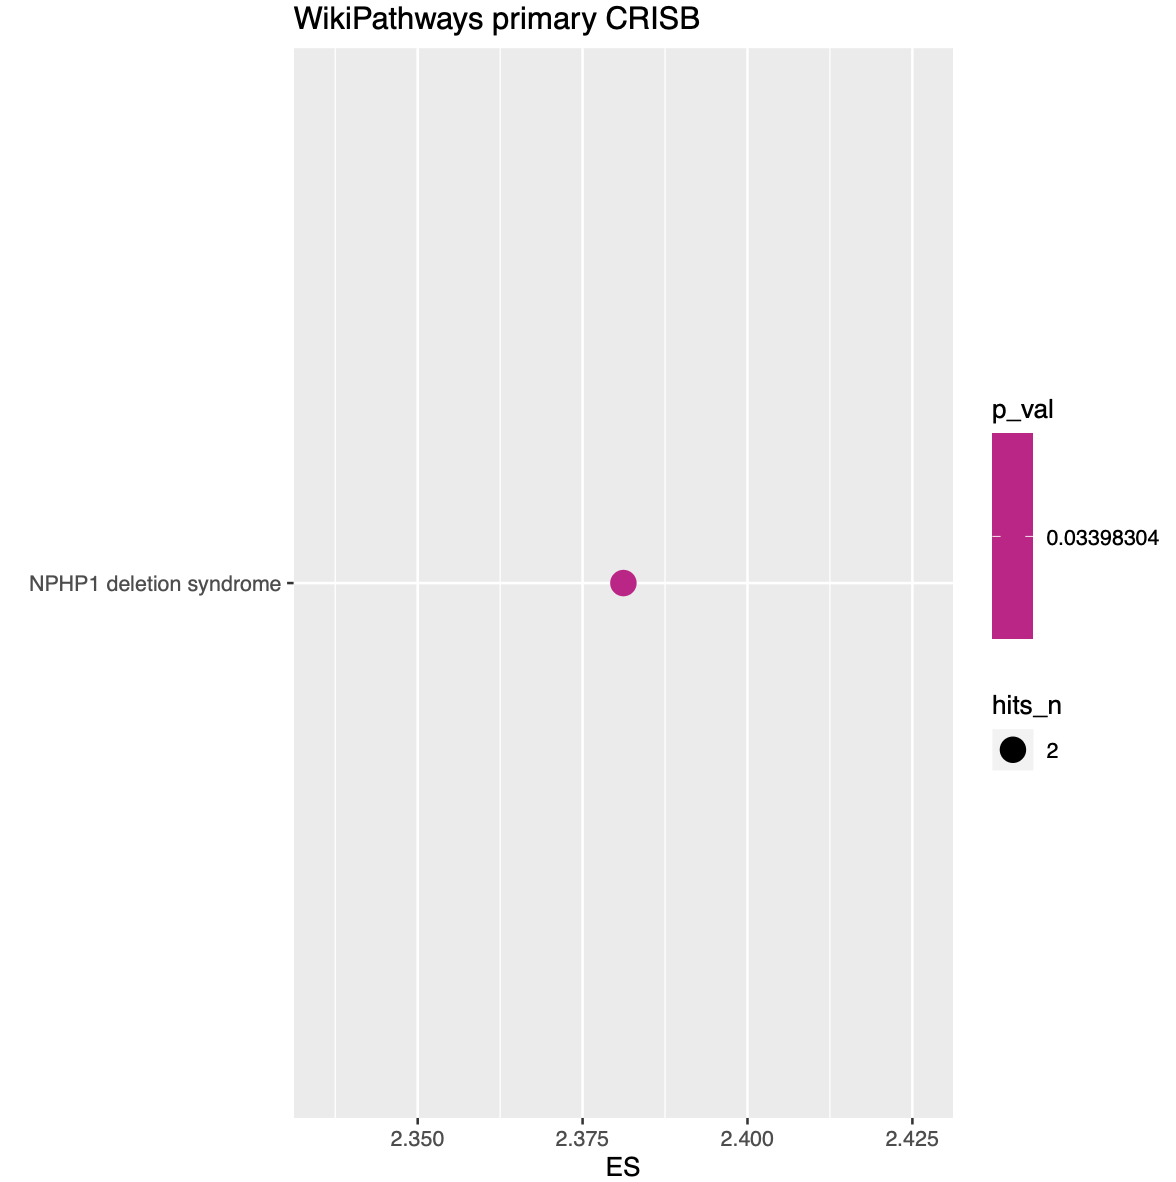 WikiPathways primary CRISB
NPHP1 deletion syndrome
p_val
0.03398304
hits_n
2
2.350
2.375
2.400
2.425
ES